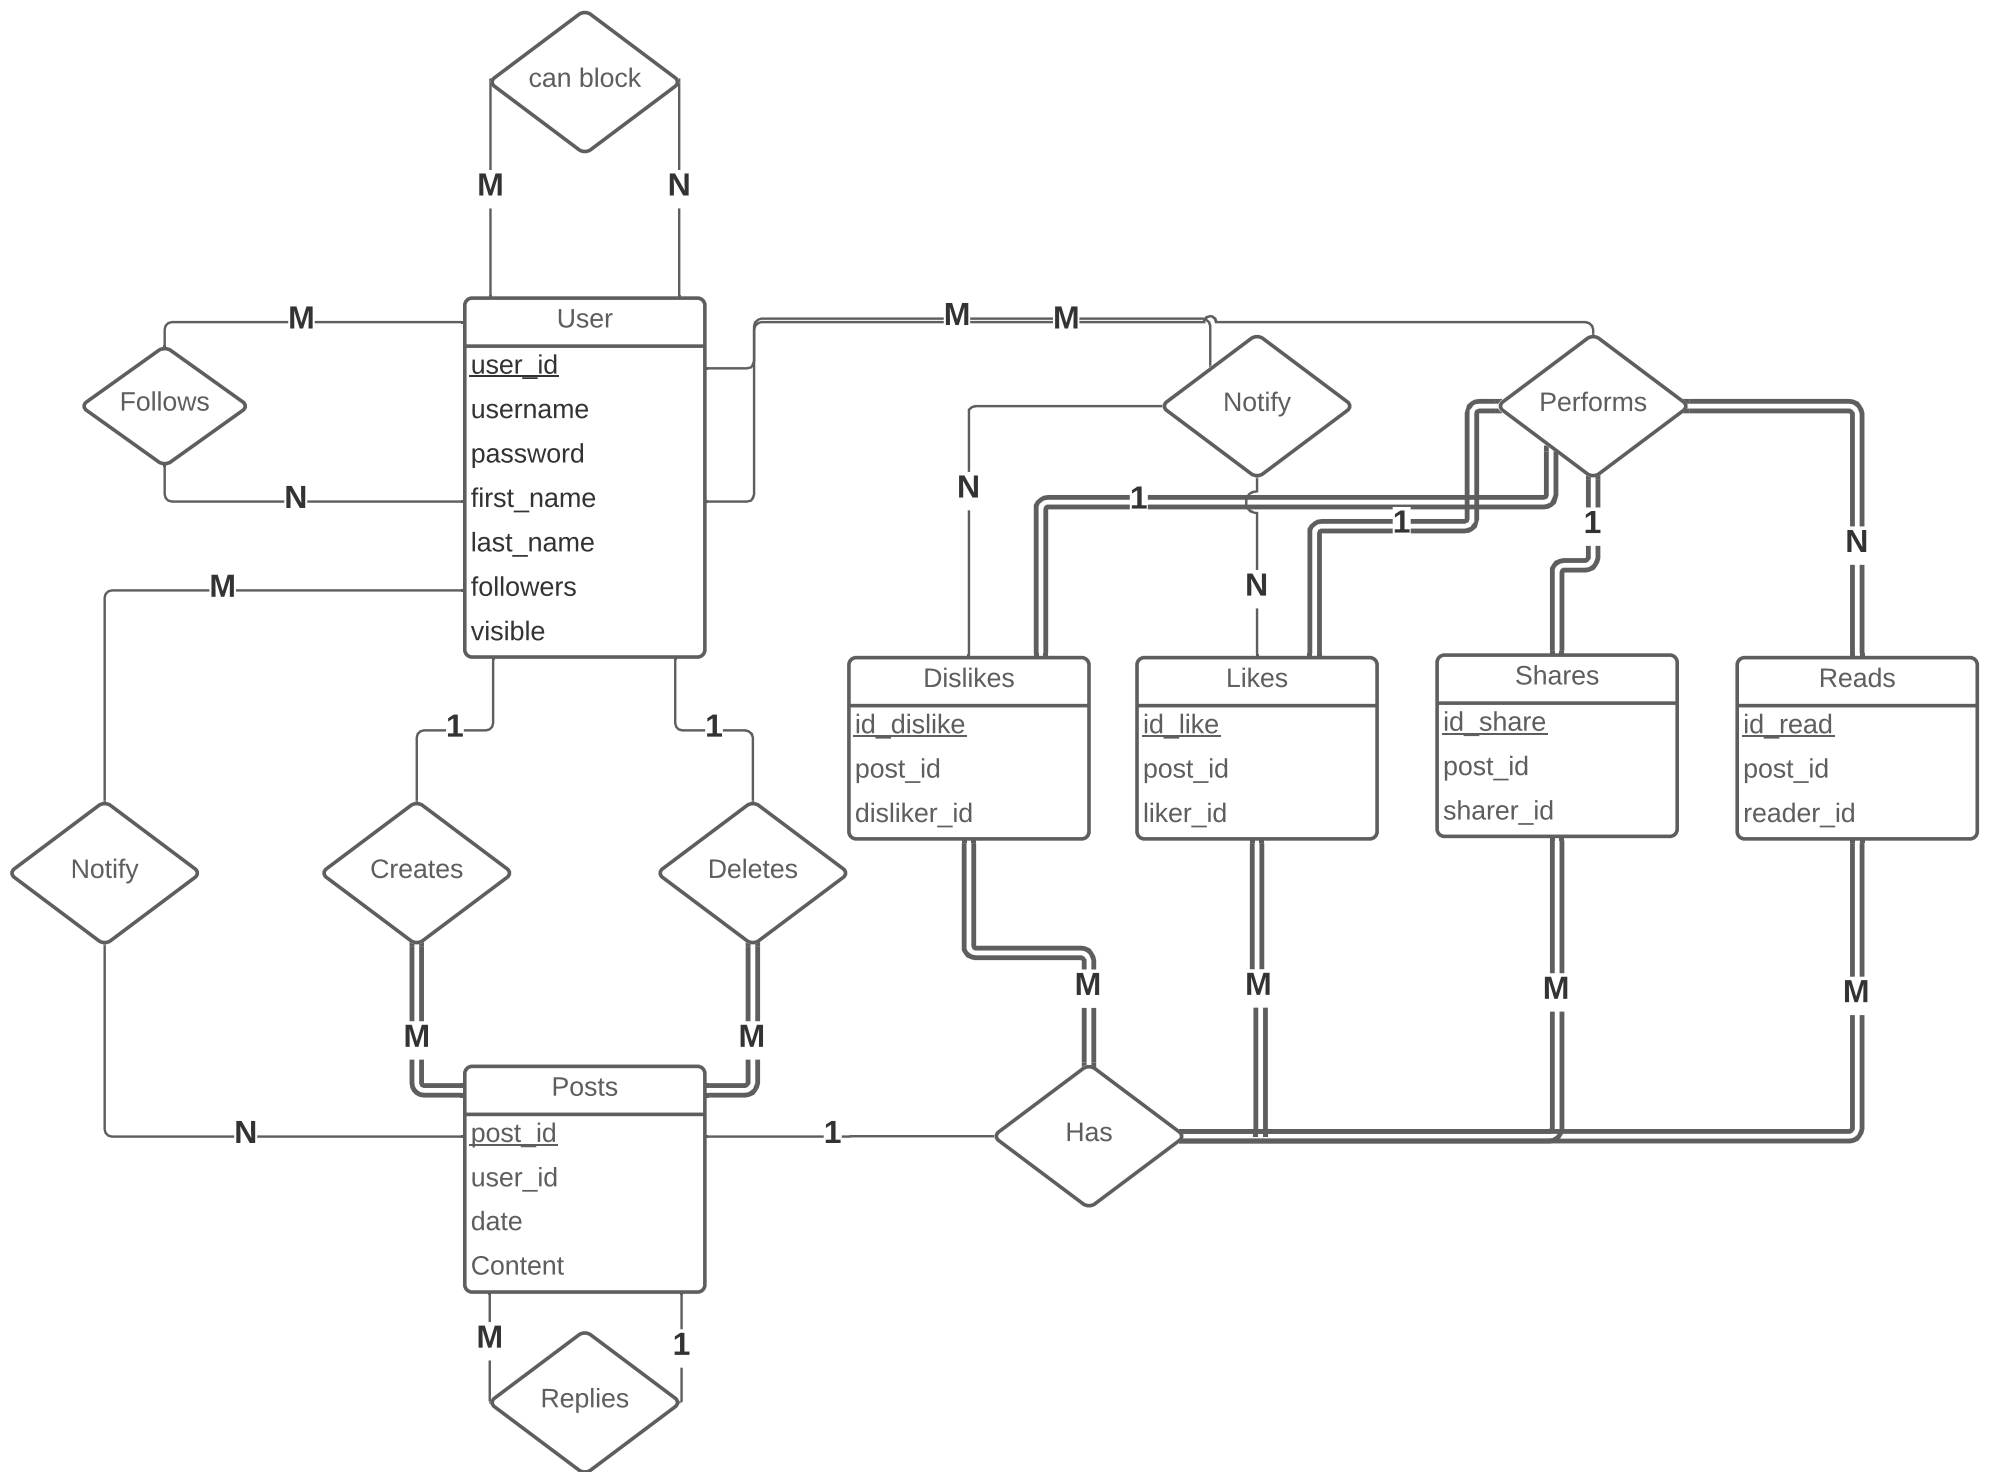 can block
M
N
M
User
M
M
user_id
Follows
username
Notify
Performs
password
N
first_name
N
1
1
1
last_name
N
M
followers
N
visible
Dislikes
Likes
Shares
Reads
1
1
id_dislike
id_like
id_share
id_read
post_id
post_id
post_id
post_id
disliker_id
liker_id
sharer_id
reader_id
Notify
Creates
Deletes
M
M
M
M
M
M
Posts
N
post_id
1
Has
user_id
date
Content
M
1
Replies